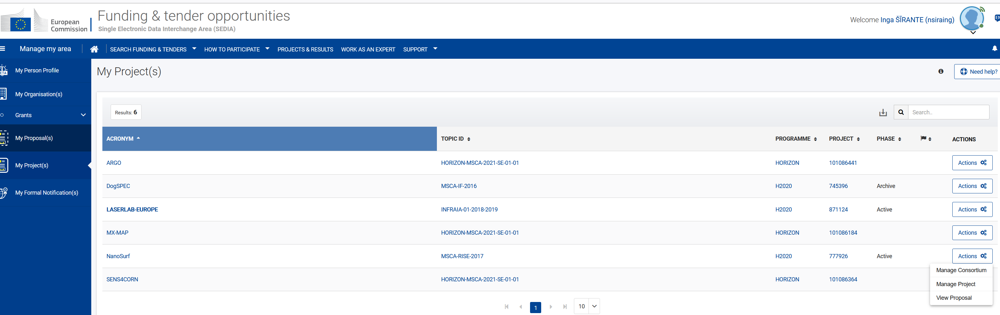 European
Commission
Funding & tender opportunities
Single Electronic Data Interchange Area (SEDIA)
Welcome Inga ŠĪRANTE (nsiraing)
EN
Manage my area
SEARCH FUNDING & TENDERS
HOW TO PARTICIPATE
PROJECTS & RESULTS
WORK AS AN EXPERT
SUPPORT
My Person Profile
My Organisation(s)
Grants
My Proposal(s)
My Project(s)
My Formal Notification(s)
My Project(s)
Need help?
Results: 6
Search..
ACRONYM TOPIC ID PROGRAMME PROJECT PHASE ACTIONS
ARGO HORIZON-MSCA-2021-SE-01-01 HORIZON 101086441 Actions
DogSPEC MSCA-IF-2016 H2020 745396 Archive Actions
LASERLAB-EUROPE INFRAIA-01-2018-2019 H2020 871124 Active Actions
MX-MAP HORIZON-MSCA-2021-SE-01-01 HORIZON 101086184 Actions
NanoSurf MSCA-RISE-2017 H2020 777926 Active Actions
SENS4CORN HORIZON-MSCA-2021-SE-01-01 HORIZON 101086364
Manage Consortium
Manage Project
View Proposal
1
10